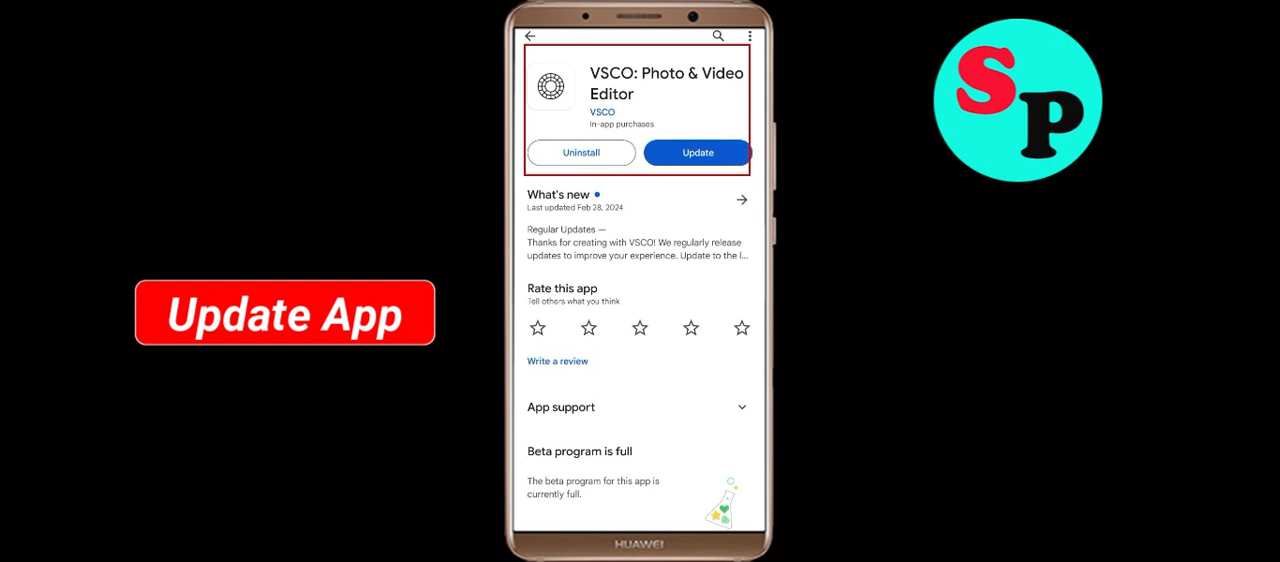 VSCO: Photo & Video
Editor
VSCO
In-app purchases
Uninstall
Update
What's new
Last updated Feb 28, 2024
Regular Updates —
Thanks for creating with VSCO! We regularly release
updates to improve your experience. Update to the l...
Rate this app
Tell others what you think
Write a review
App support
Beta program is full
The beta program for this app is
currently full.
HUAWEI
Update App
SP